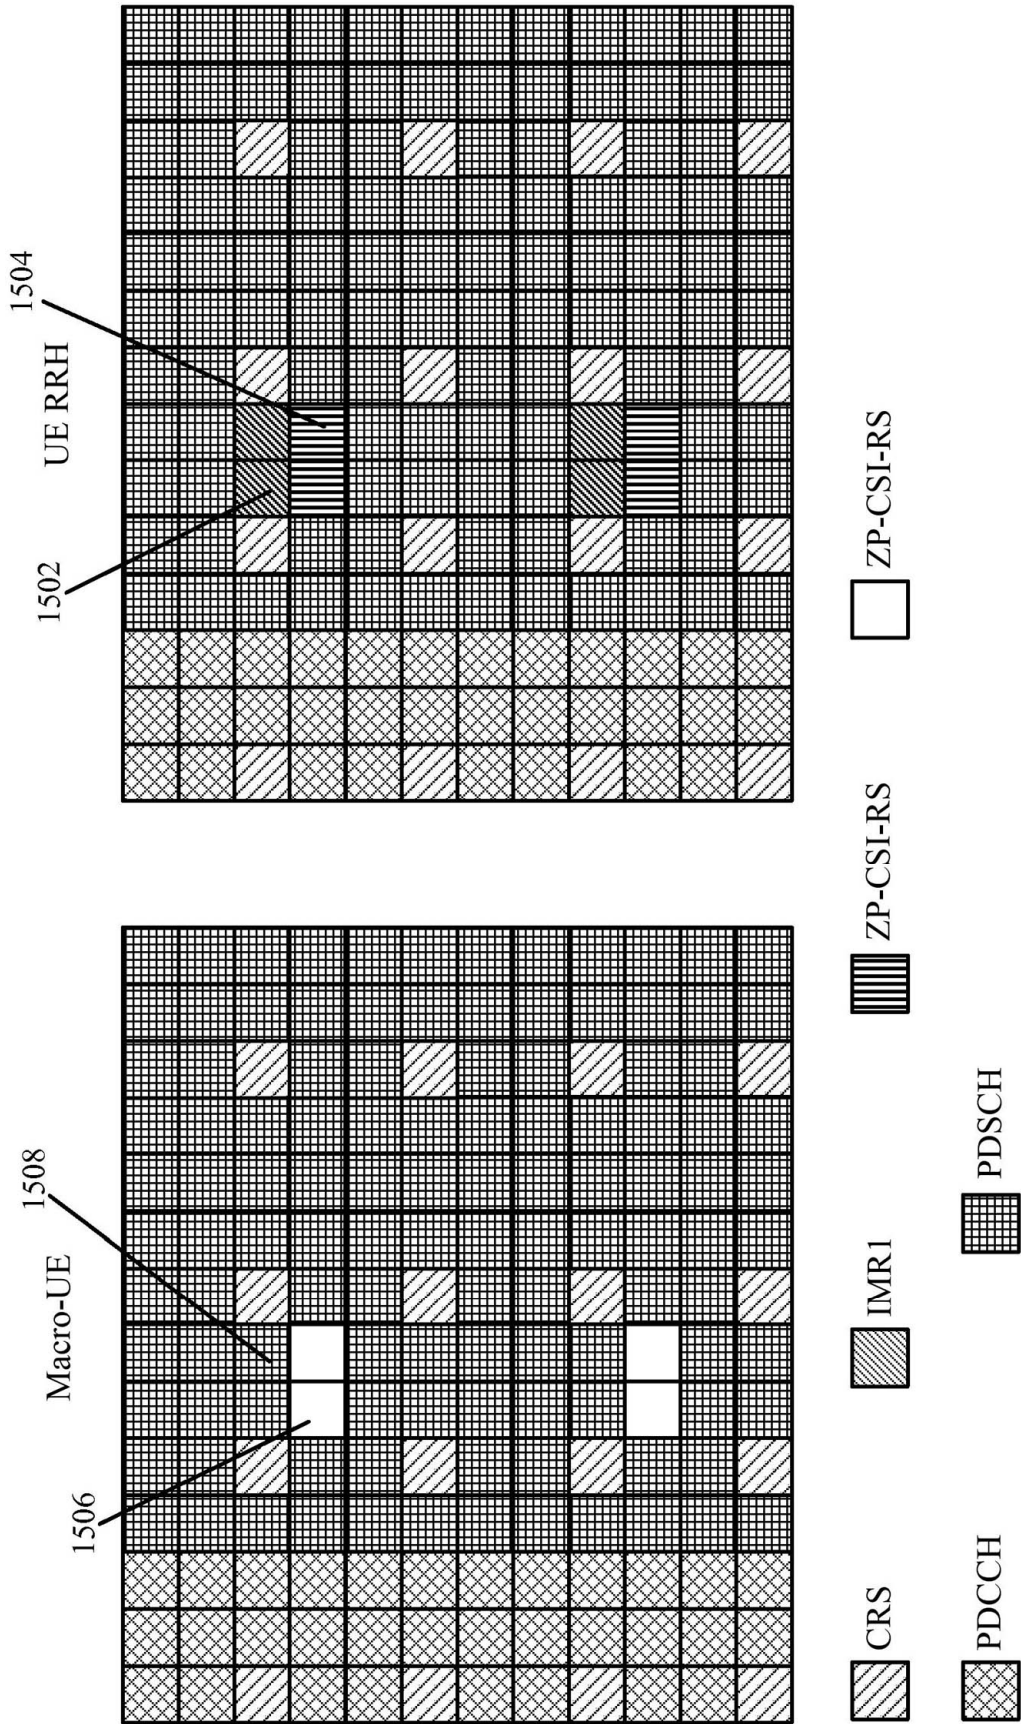 Macro-UE
1506
1508
UE RRH
1502
1504
CRS
IMR1
ZP-CSI-RS
ZP-CSI-RS
PDCCH
PDSCH